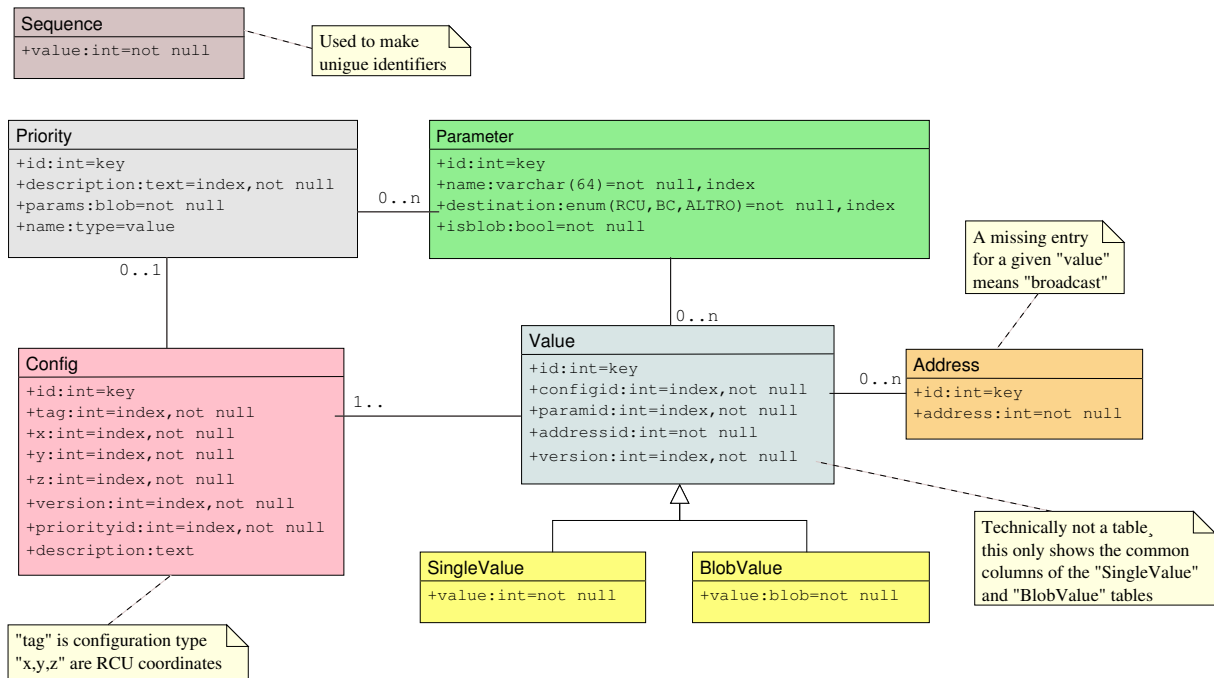 Sequence
+value:int=not null
Used to make
unigue identifiers
Priority
+id:int=key
+description:text=index,not null
+params:blob=not null
+name:type=value
0..n
Parameter
+id:int=key
+name:varchar(64)=not null,index
+destination:enum(RCU,BC,ALTRO)=not null,index
+isblob:bool=not null
A missing entry
for a given "value"
means "broadcast"
0..1
0..n
Config
+id:int=key
+tag:int=index,not null
+x:int=index,not null
+y:int=index,not null
+z:int=index,not null
+version:int=index,not null
+priorityid:int=index,not null
+description:text
1..
Value
+id:int=key
+configid:int=index,not null
+paramid:int=index,not null
+addressid:int=not null
+version:int=index,not null
0..n
Address
+id:int=key
+address:int=not null
Technically not a table¸
this only shows the common
columns of the "SingleValue"
and "BlobValue" tables
SingleValue
+value:int=not null
BlobValue
+value:blob=not null
"tag" is configuration type
"x,y,z" are RCU coordinates